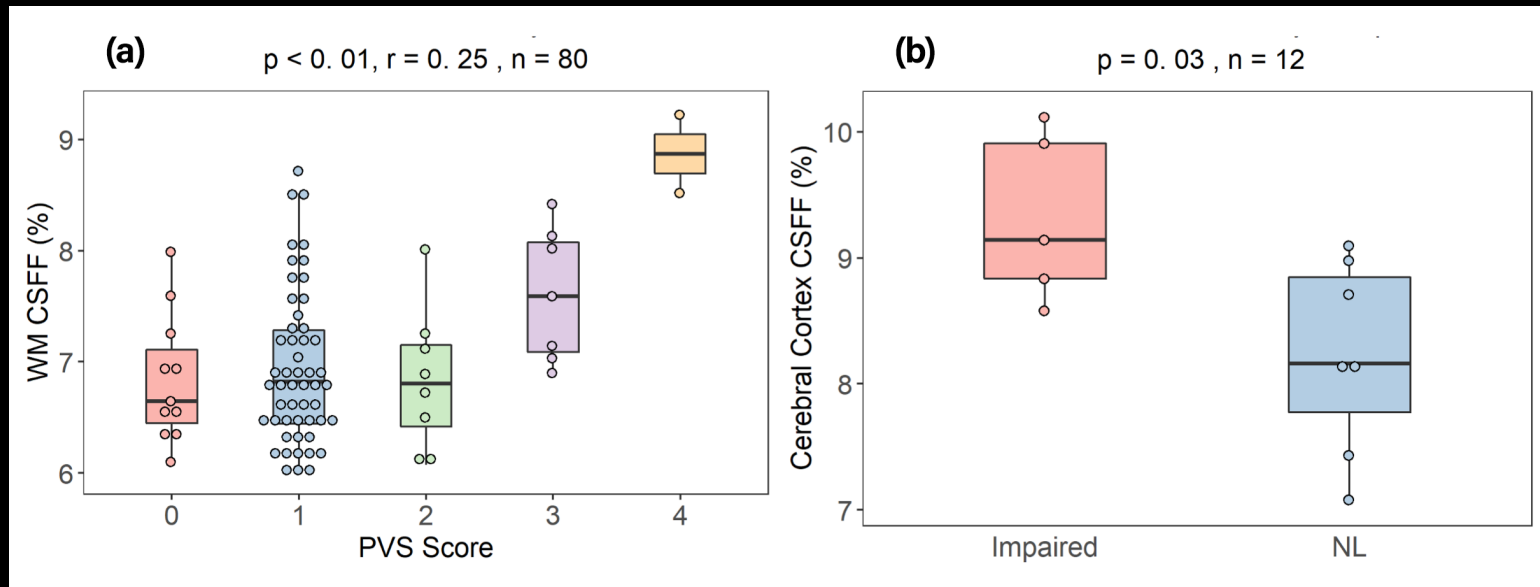 (a)
p < 0. 01, r = 0. 25 , n = 80
WM CSFF (%)
9
8
7
6
0 1 2 3 4
PVS Score
(b)
p = 0. 03 , n = 12
Cerebral Cortex CSFF (%)
10
9
8
7
Impaired NL